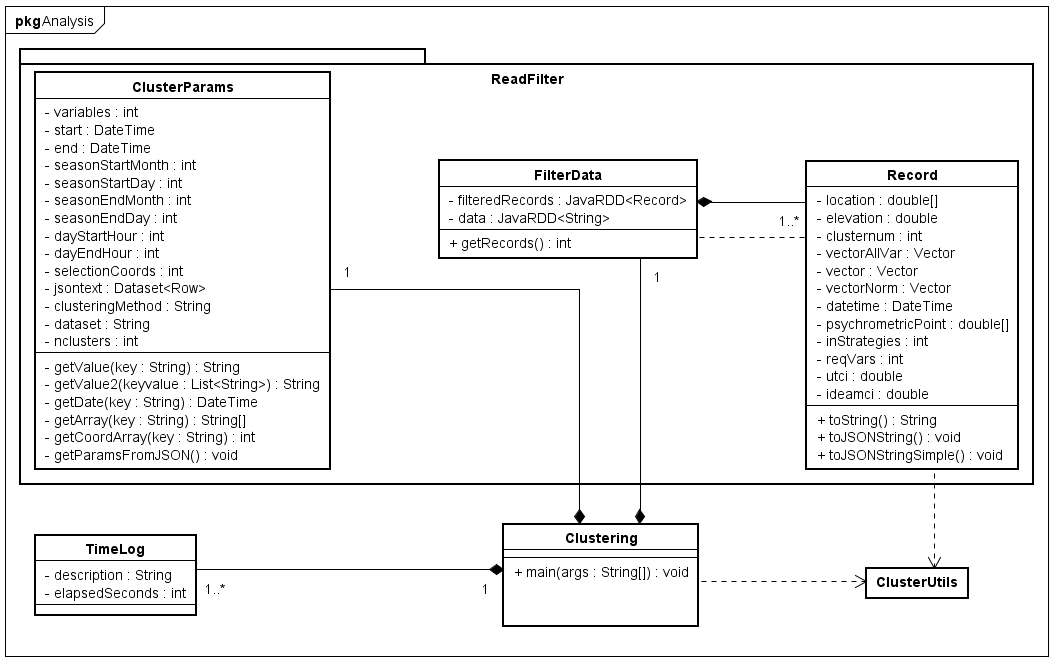 pkg Analysis
ReadFilter
ClusterParams
- variables : int
- start : DateTime
- end : DateTime
- seasonStartMonth : int
- seasonStartDay : int
- seasonEndMonth : int
- seasonEndDay : int
- dayStartHour : int
- dayEndHour : int
- selectionCoords : int
- jsontext : Dataset<Row>
- clusteringMethod : String
- dataset : String
- nclusters : int
- getValue(key : String) : String
- getValue2(keyvalue : List<String>) : String
- getDate(key : String) : DateTime
- getArray(key : String) : String[]
- getCoordArray(key : String) : int
- getParamsFromJSON() : void
1
FilterData
- filteredRecords : JavaRDD<Record>
- data : JavaRDD<String>
+ getRecords() : int
1
1..*
Record
- location : double[]
- elevation : double
- clusternum : int
- vectorAllVar : Vector
- vector : Vector
- vectorNorm : Vector
- datetime : DateTime
- psychrometricPoint : double[]
- inStrategies : int
- reqVars : int
- utci : double
- ideamci : double
+ toString() : String
+ toJSONString() : void
+ toJSONStringSimple() : void
TimeLog
- description : String
- elapsedSeconds : int
1..*
1
Clustering
+ main(args : String[]) : void
ClusterUtils